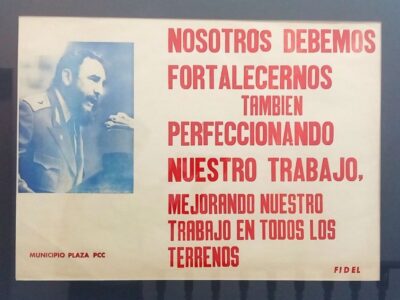 NOSOTROS DEBEMOS
FORTALECERNOS
TAMBIEN
PERFECCIONANDO
NUESTRO TRABAJO,
MEJORANDO NUESTRO
TRABAJO EN TODOS LOS
TERRENOS
MUNICIPIO PLAZA PCC
FIDEL